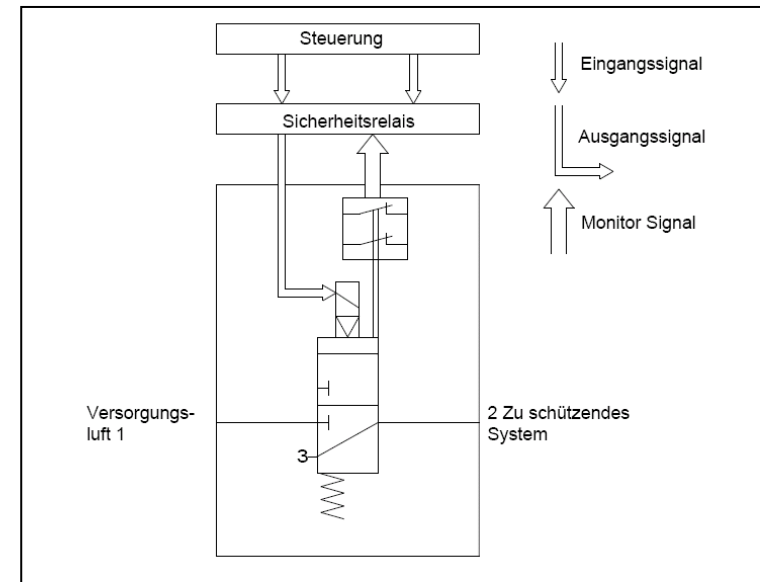 Steuerung
Sicherheitsrelais
Eingangssignal
Ausgangssignal
Monitor Signal
Versorgungs-
luft 1
3
2 Zu schützendes
System